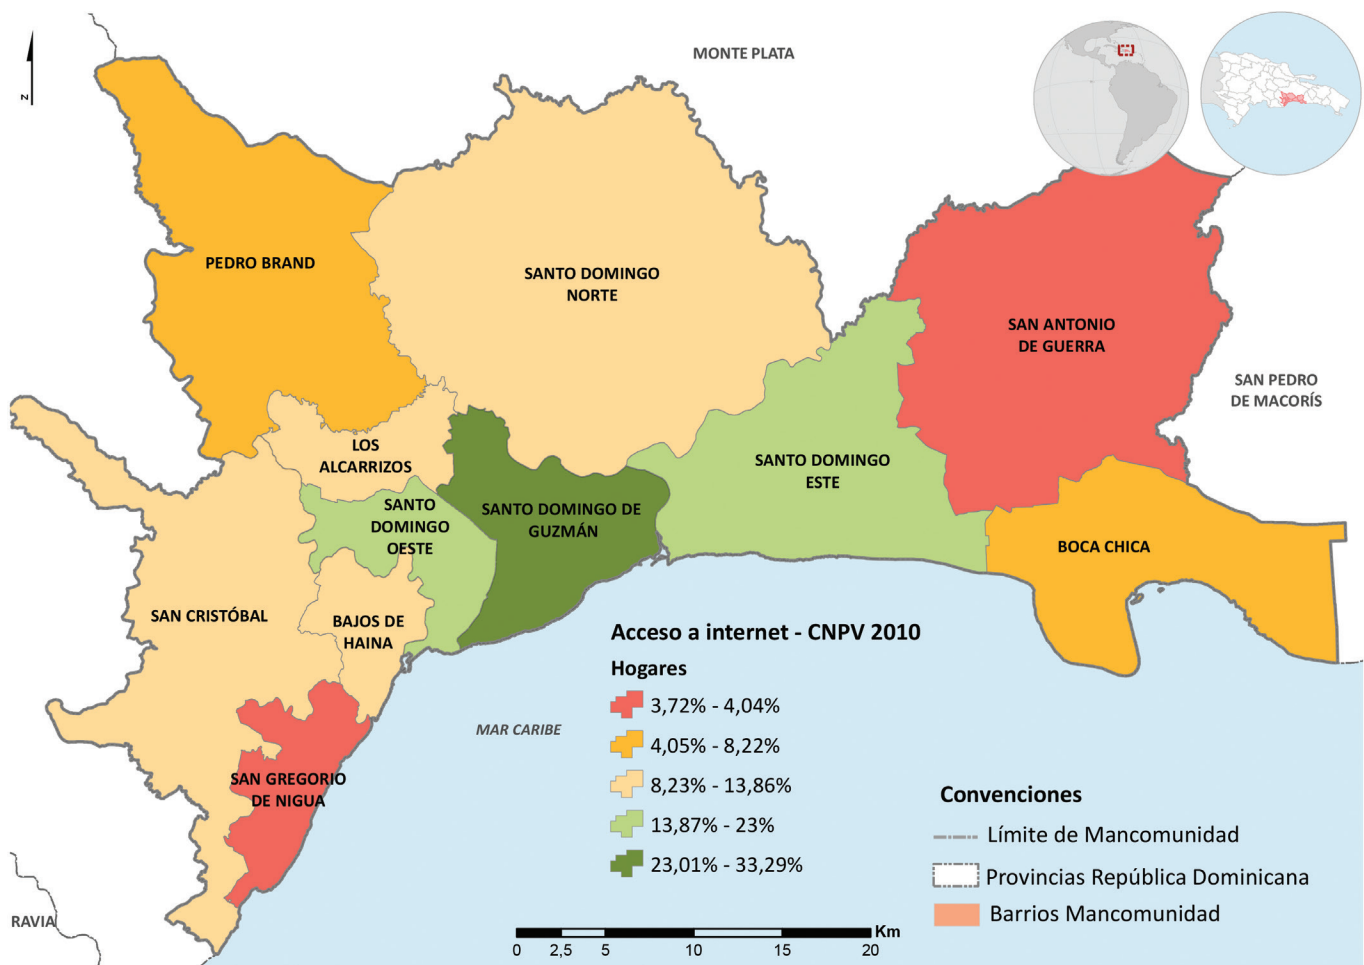 MONTE PLATA
N
PEDRO BRAND
SANTO DOMINGO
NORTE
SAN ANTONIO
DE GUERRA
SAN PEDRO
DE MACORÍS
LOS
ALCARRIZOS
SANTO DOMINGO
ESTE
SANTO
DOMINGO
OESTE
SANTO DOMINGO DE
GUZMÁN
BOCA CHICA
SAN CRISTÓBAL
BAJOS DE
HAINA
SAN GREGORIO
DE NIGUA
MAR CARIBE
RAVIA
Acceso a internet - CNPV 2010
Hogares
3,72% - 4,04%
4,05% - 8,22%
8,23% - 13,86%
13,87% - 23%
23,01% - 33,29%
Convenciones
Límite de Mancomunidad
Provincias República Dominicana
Barrios Mancomunidad
Km
0 2,5 5 10 15 20